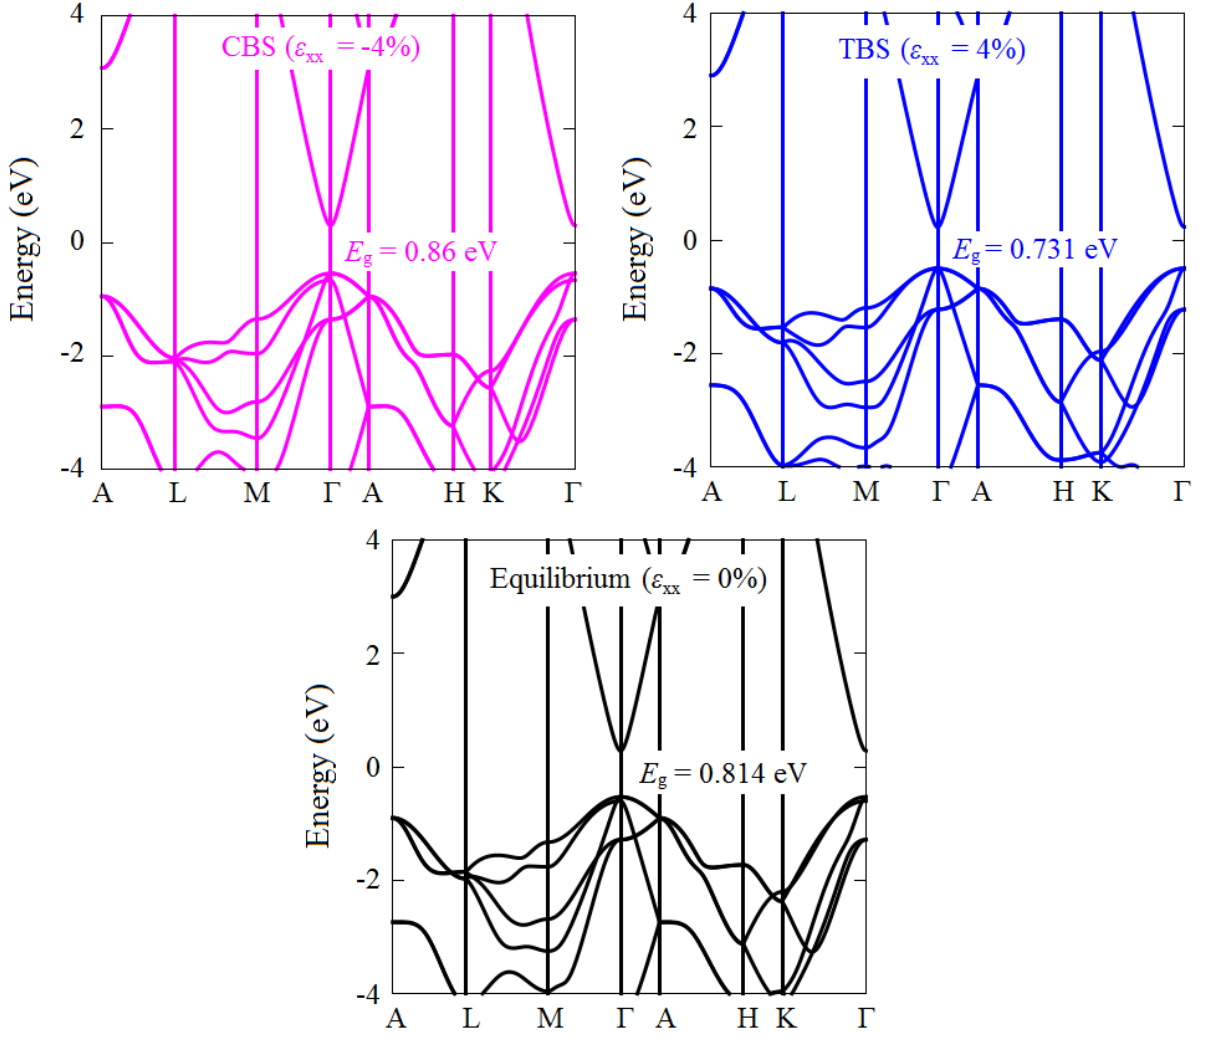 4
CBS (εxx = -4%)
2
Energy (eV)
0
Eg = 0.86 eV
-2
-4
A L M Γ A H K Γ
4
TBS (εxx = 4%)
2
Energy (eV)
0
Eg = 0.731 eV
-2
-4
A L M Γ A H K Γ
4
Equilibrium (εxx = 0%)
2
Energy (eV)
0
Eg = 0.814 eV
-2
-4
A L M Γ A H K Γ